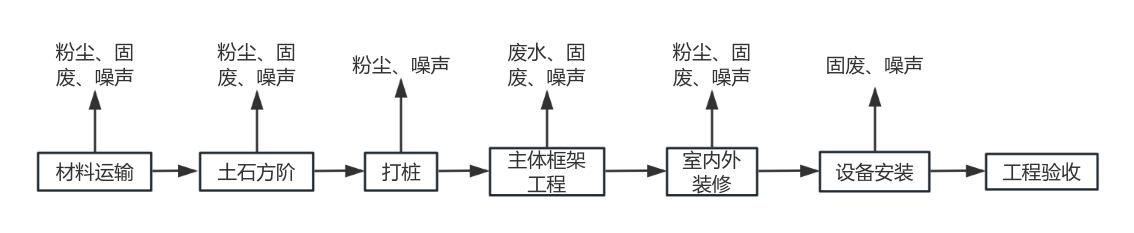 粉尘、固
废、噪声
粉尘、固
废、噪声
粉尘、噪声
废水、固
废、噪声
粉尘、固
废、噪声
固废、噪声
材料运输
土石方阶
打桩
主体框架
工程
室内外
装修
设备安装
工程验收